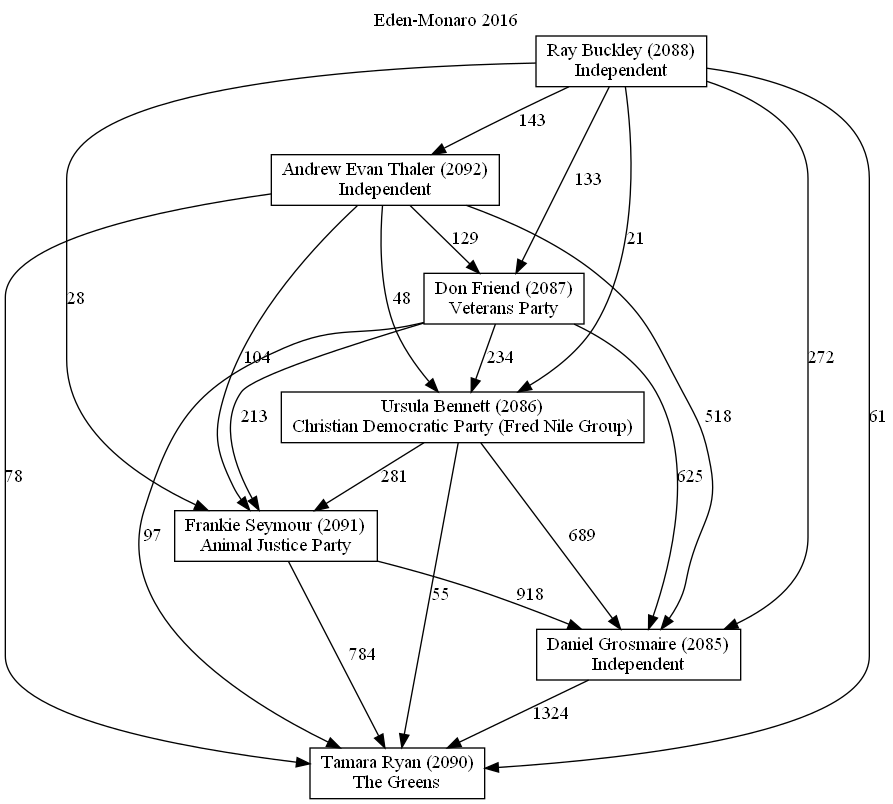 Eden-Monaro 2016
Ray Buckley (2088)
Independent
143
Andrew Evan Thaler (2092)
Independent
133
129
21
Don Friend (2087)
Veterans Party
28
48
104
234
272
Ursula Bennett (2086)
Christian Democratic Party (Fred Nile Group)
213
518
61
78
281
625
Frankie Seymour (2091)
Animal Justice Party
97
689
55
918
Daniel Grosmaire (2085)
Independent
784
1324
Tamara Ryan (2090)
The Greens